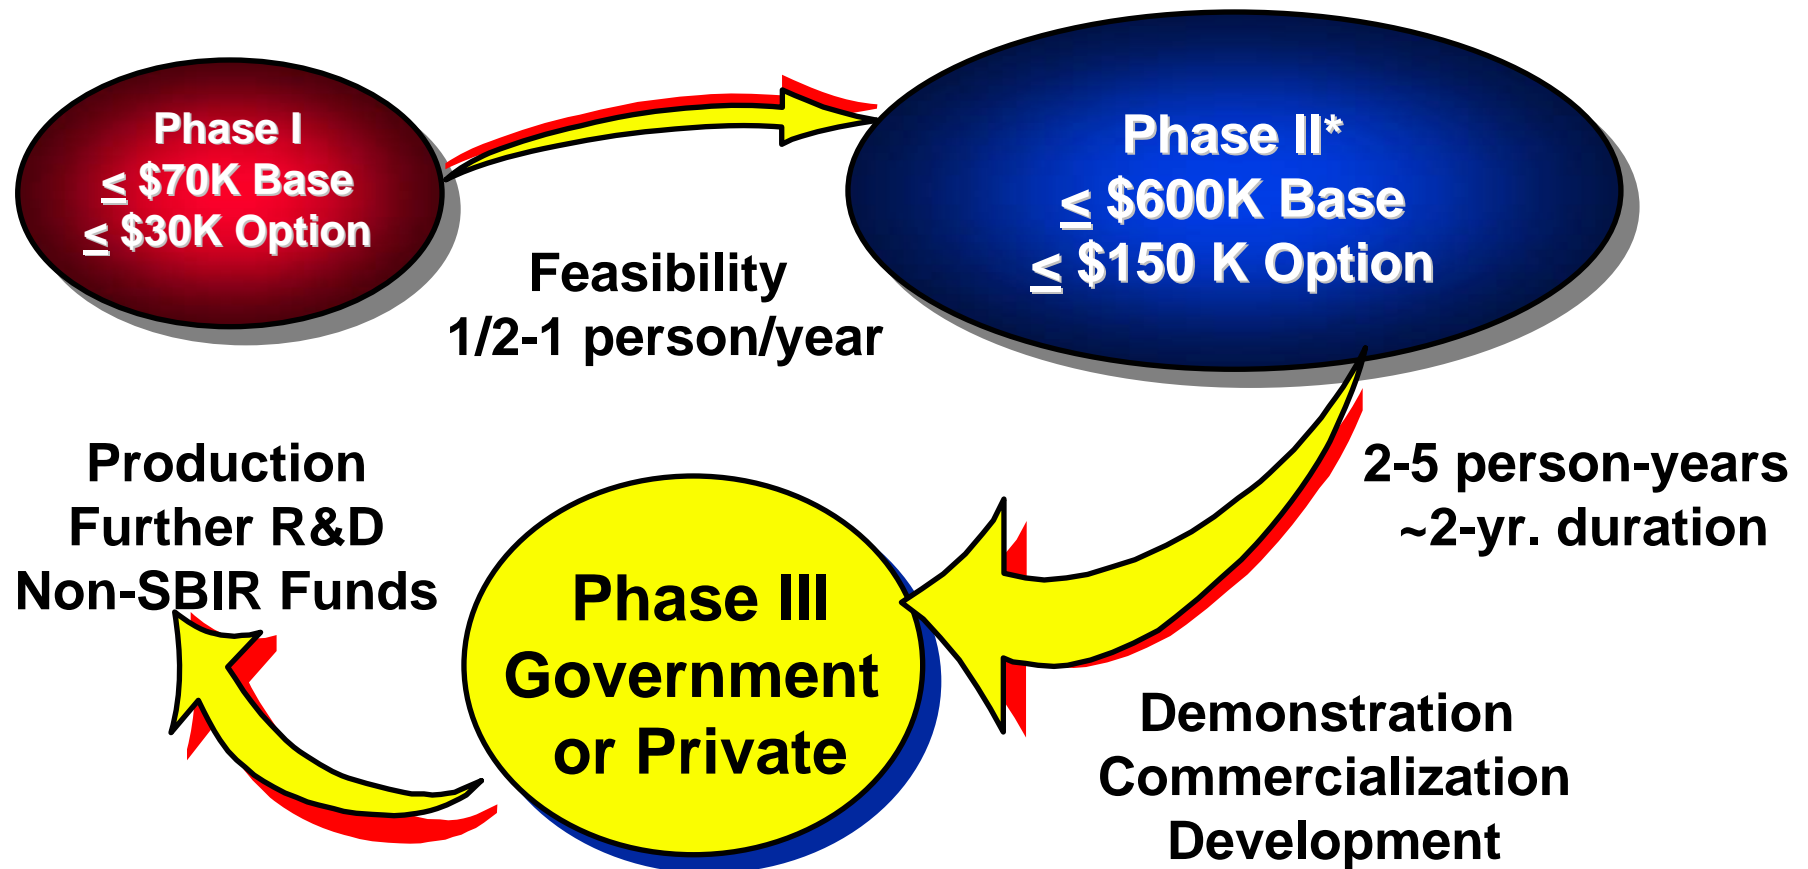 Phase I
≤ $70K Base
≤ $30K Option
Feasibility
1/2-1 person/year
Phase II*
≤ $600K Base
≤ $150 K Option
2-5 person-years
~2-yr. duration
Demonstration
Commercialization
Development
Phase III
Government
or Private
Production
Further R&D
Non-SBIR Funds